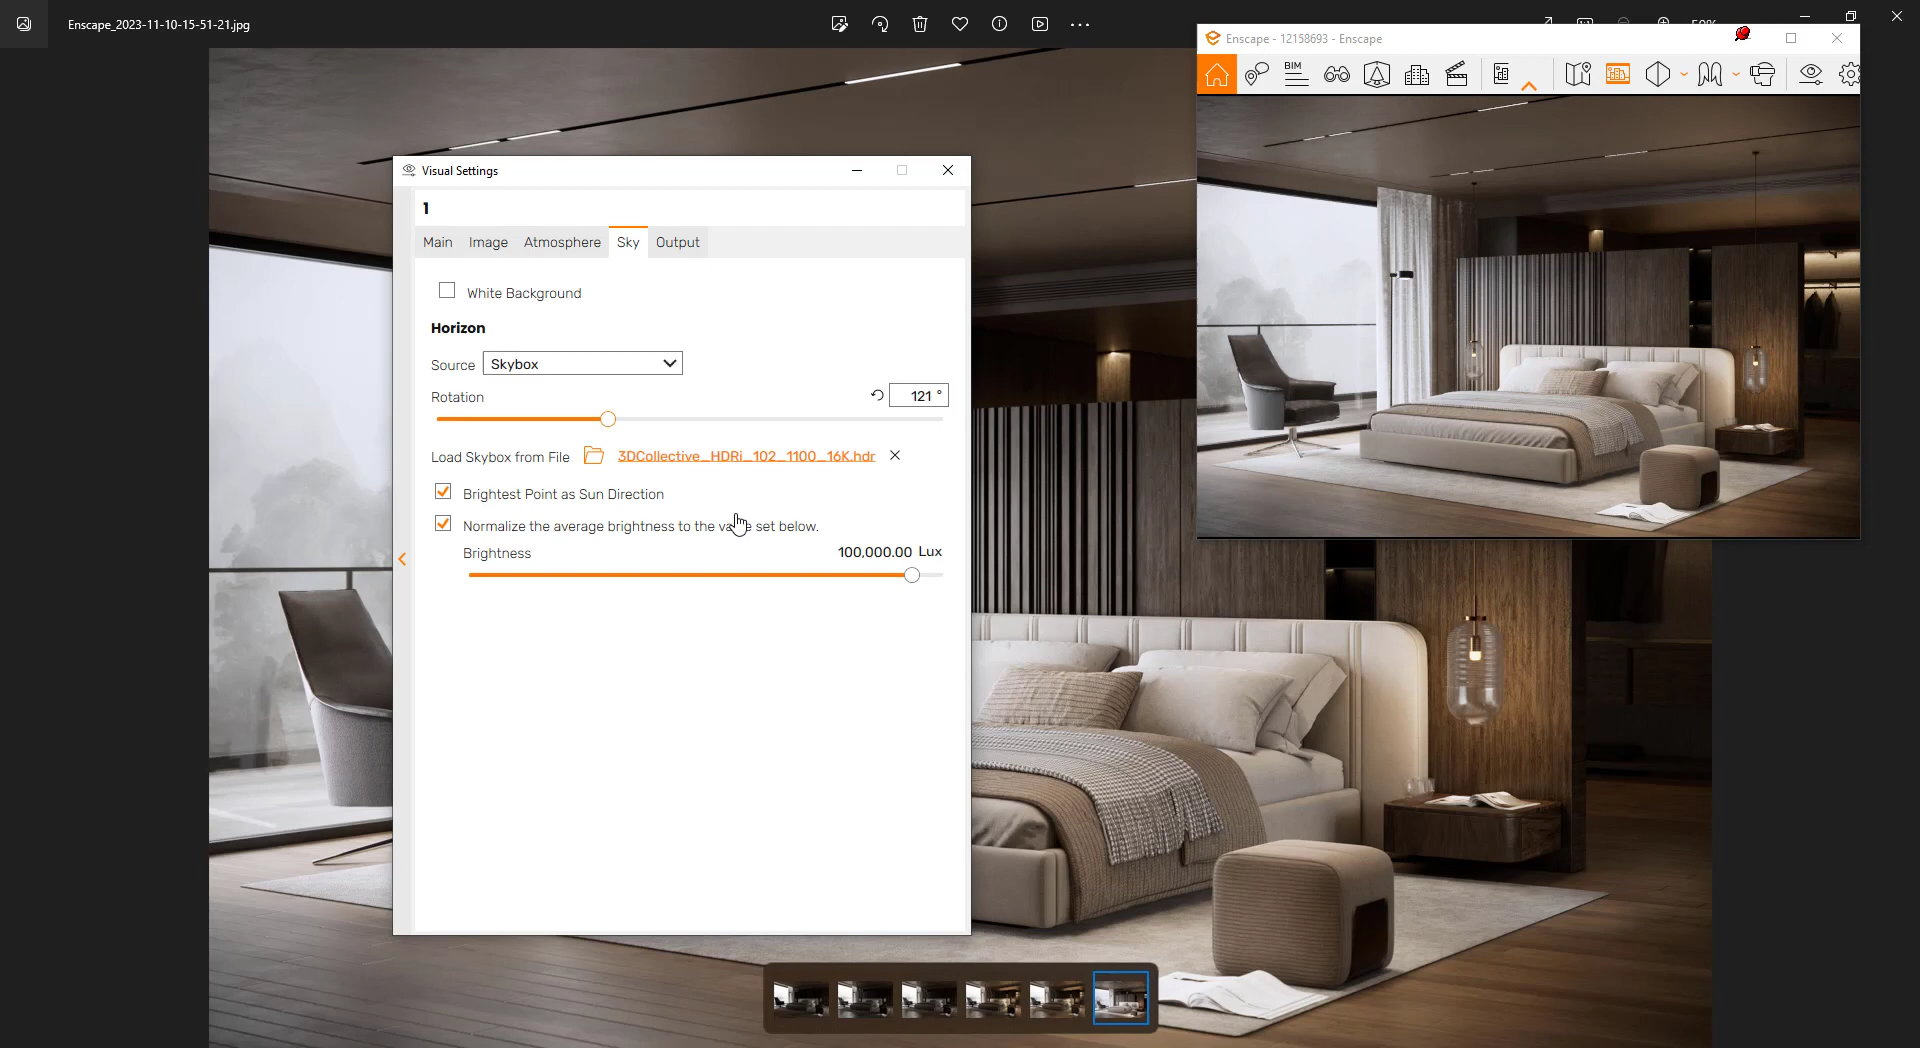 Enscape_2023-11-10-15-51-21.jpg
Enscape - 12158693 - Enscape
BIM
Visual Settings
1
Main Image Atmosphere Sky Output
White Background
Horizon
Source Skybox
Rotation 121 °
Load Skybox from File 3DCollective_HDRi_102_1100_16K.hdr
Brightest Point as Sun Direction
Normalize the average brightness to the set below.
Brightness 100,000.00 Lux